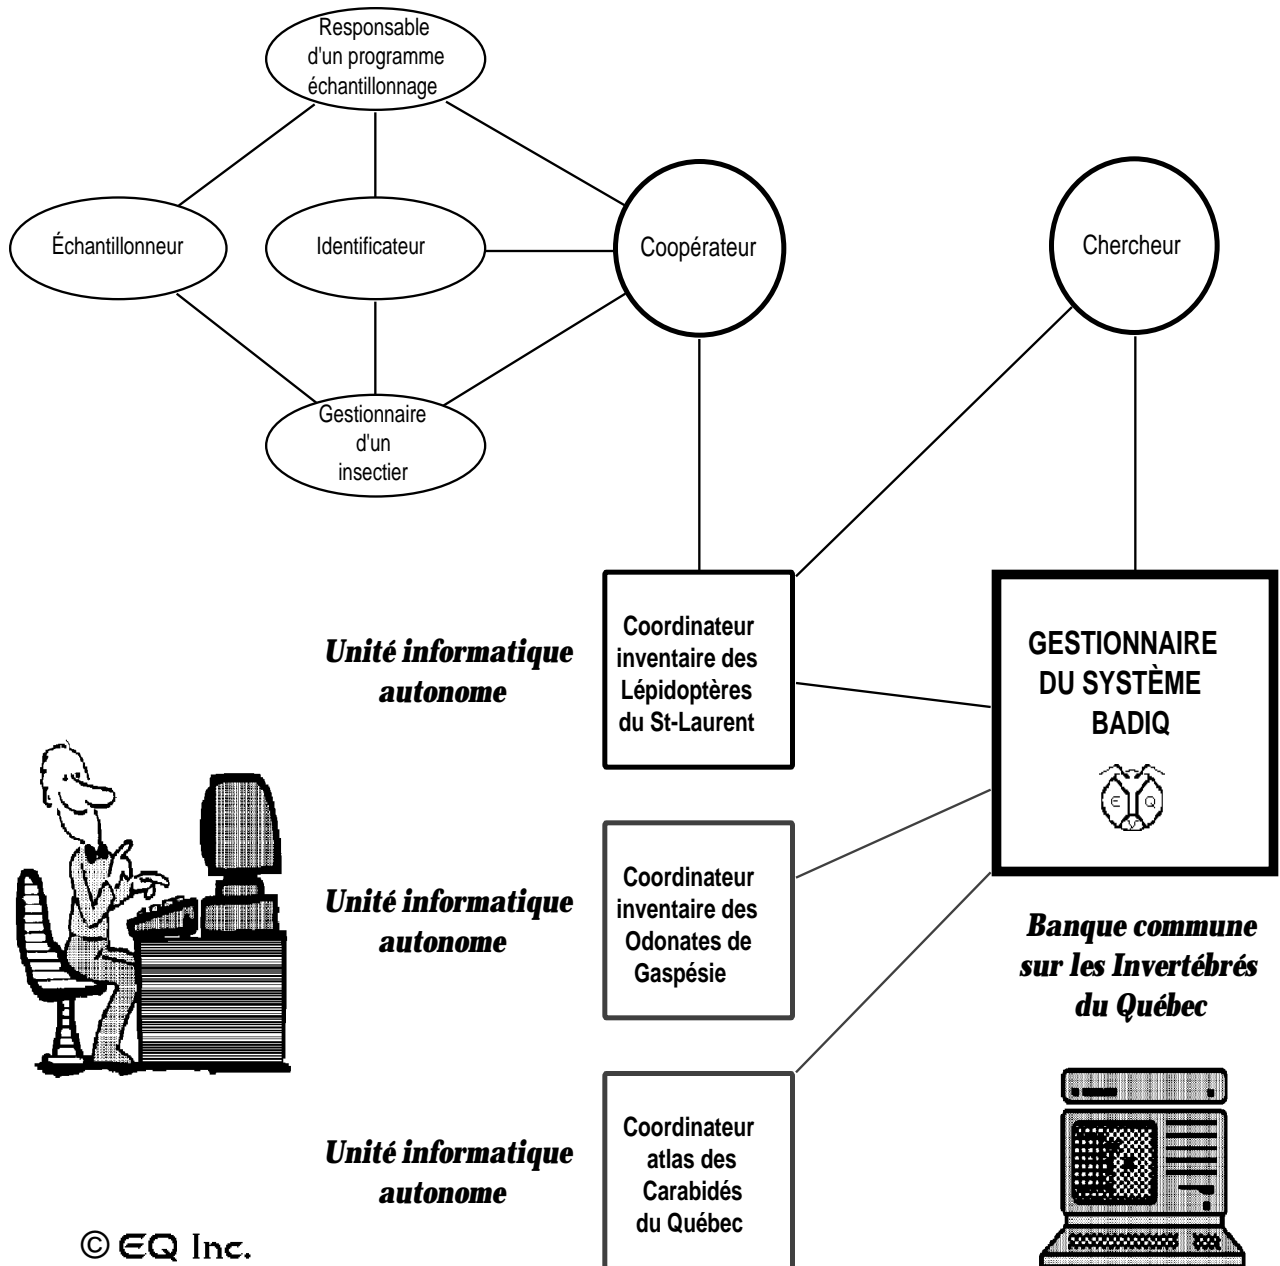 Responsable
d'un programme
échantillonnage
Échantillonneur
Identificateur
Coopérateur
Chercheur
Gestionnaire
d'un
insectier
Unité informatique
autonome
Coordinateur
inventaire des
Lépidoptères
du St-Laurent
GESTIONNAIRE
DU SYSTÈME
BADIQ
E Q
Unité informatique
autonome
Coordinateur
inventaire des
Odonates de
Gaspésie
Banque commune
sur les Invertébrés
du Québec
Unité informatique
autonome
Coordinateur
atlas des
Carabidés
du Québec
© EQ Inc.